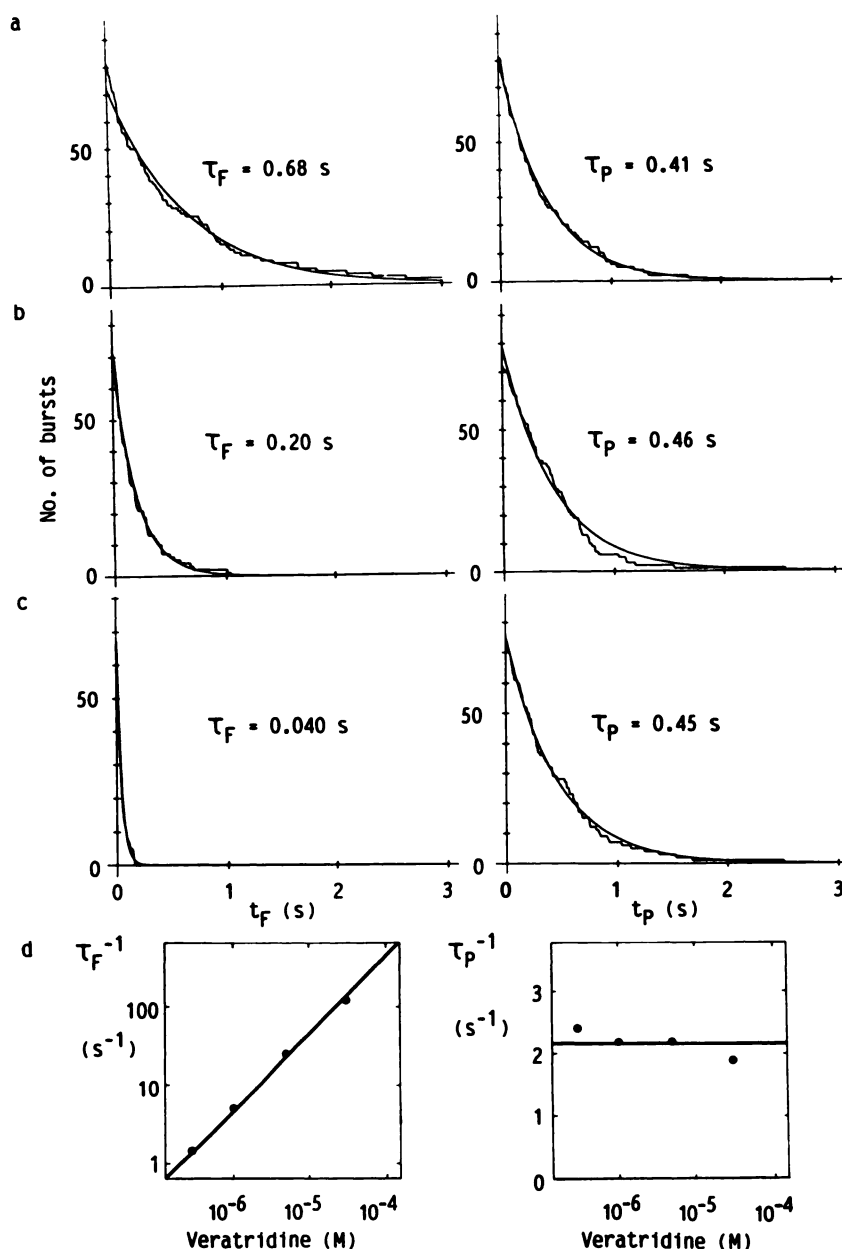 a
50
0
τF = 0.68 s
50
0
τP = 0.41 s
b
No. of bursts
50
0
τF = 0.20 s
50
0
τP = 0.46 s
c
50
0
τF = 0.040 s
0 1 2 3
tF (s)
50
0
τP = 0.45 s
0 1 2 3
tP (s)
d
τF⁻¹
(s⁻¹)
100
10
1
10⁻⁶ 10⁻⁵ 10⁻⁴
Veratridine (M)
τP⁻¹
(s⁻¹)
3
2
1
0
10⁻⁶ 10⁻⁵ 10⁻⁴
Veratridine (M)